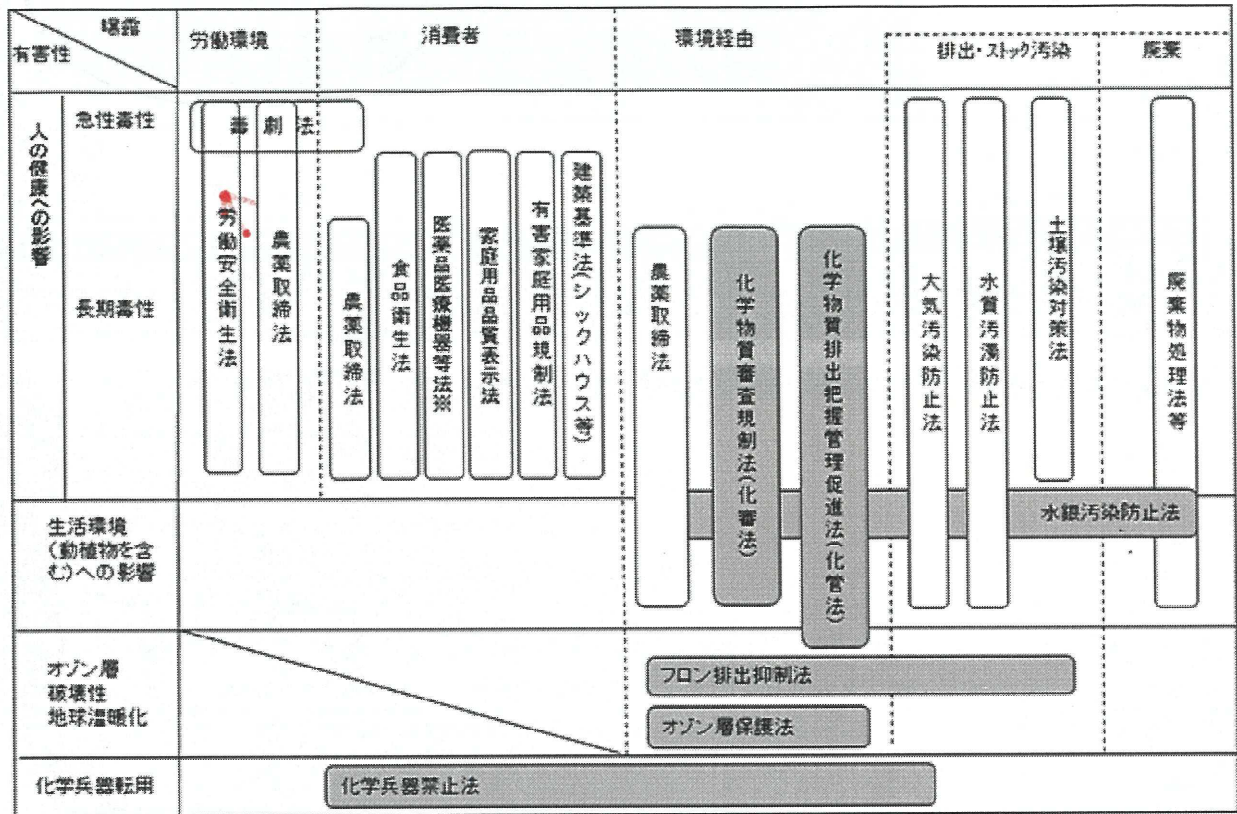 曝露
有害性
労働環境
消費者
環境経由
排出・ストック汚染
廃棄
人の健康への影響
急性毒性
長期毒性
毒劇法
労働安全衛生法
農薬取締法
農薬取締法
食品衛生法
医薬品医療機器等法※
家庭用品品質表示法
有害家庭用品規制法
建築基準法(シックハウス等)
農薬取締法
化学物質審査規制法(化審法)
化学物質排出把握管理促進法(化管法)
大気汚染防止法
水質汚濁防止法
土壌汚染対策法
廃棄物処理法等
水銀汚染防止法
生活環境
(動植物を含
む)への影響
オゾン層
破壊性
地球温暖化
フロン排出抑制法
オゾン層保護法
化学兵器転用
化学兵器禁止法